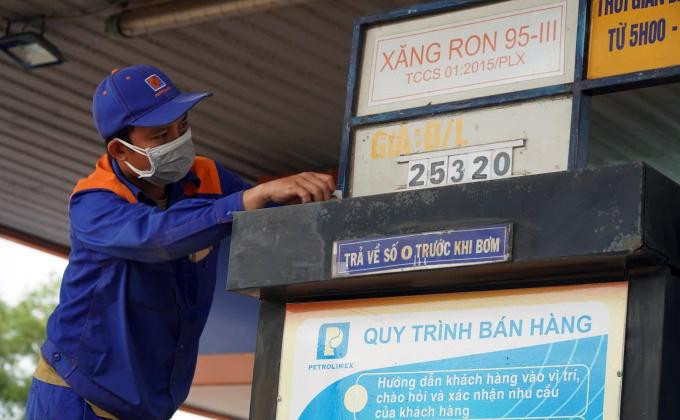 PETROLIMEX
XĂNG RON 95-III
TCCS 01:2015/PLX
TỪ 5H00 -
GIÁ: Đ/L
25320
TRẢ VỀ SỐ 0 TRƯỚC KHI BƠM
P
PETROLIMEX
QUY TRÌNH BÁN HÀNG
Hướng dẫn khách hàng vào vị trí,
chào hỏi và xác nhận nhu cầu
của khách hàng